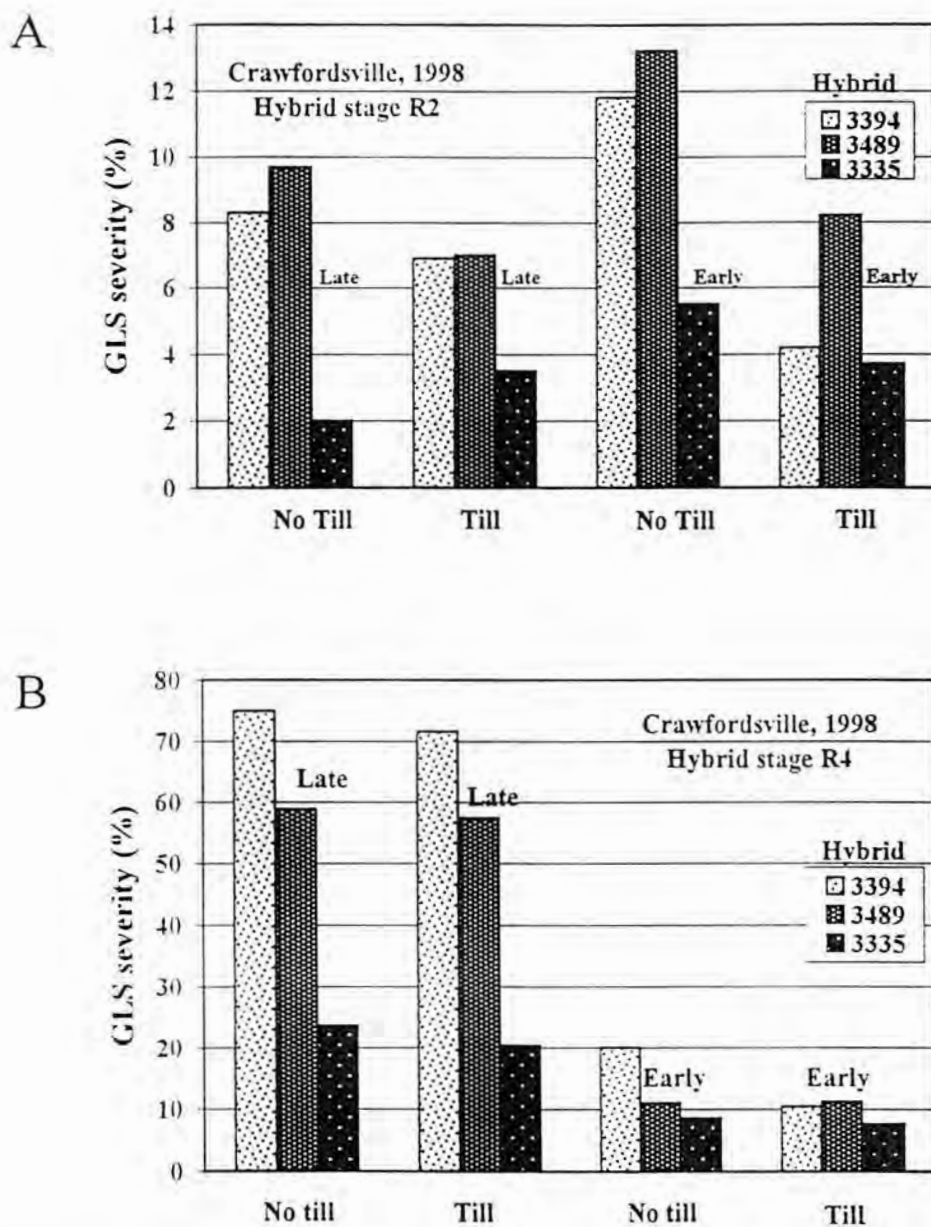 A
14
12
10
8
6
4
2
0
GLS severity (%)
Crawfordsville, 1998
Hybrid stage R2
Hybrid
3394
3489
3335
Late
Late
Early
Early
No Till
Till
No Till
Till
B
80
70
60
50
40
30
20
10
0
GLS severity (%)
Crawfordsville, 1998
Hybrid stage R4
Hybrid
3394
3489
3335
Late
Late
Early
Early
No till
Till
No till
Till